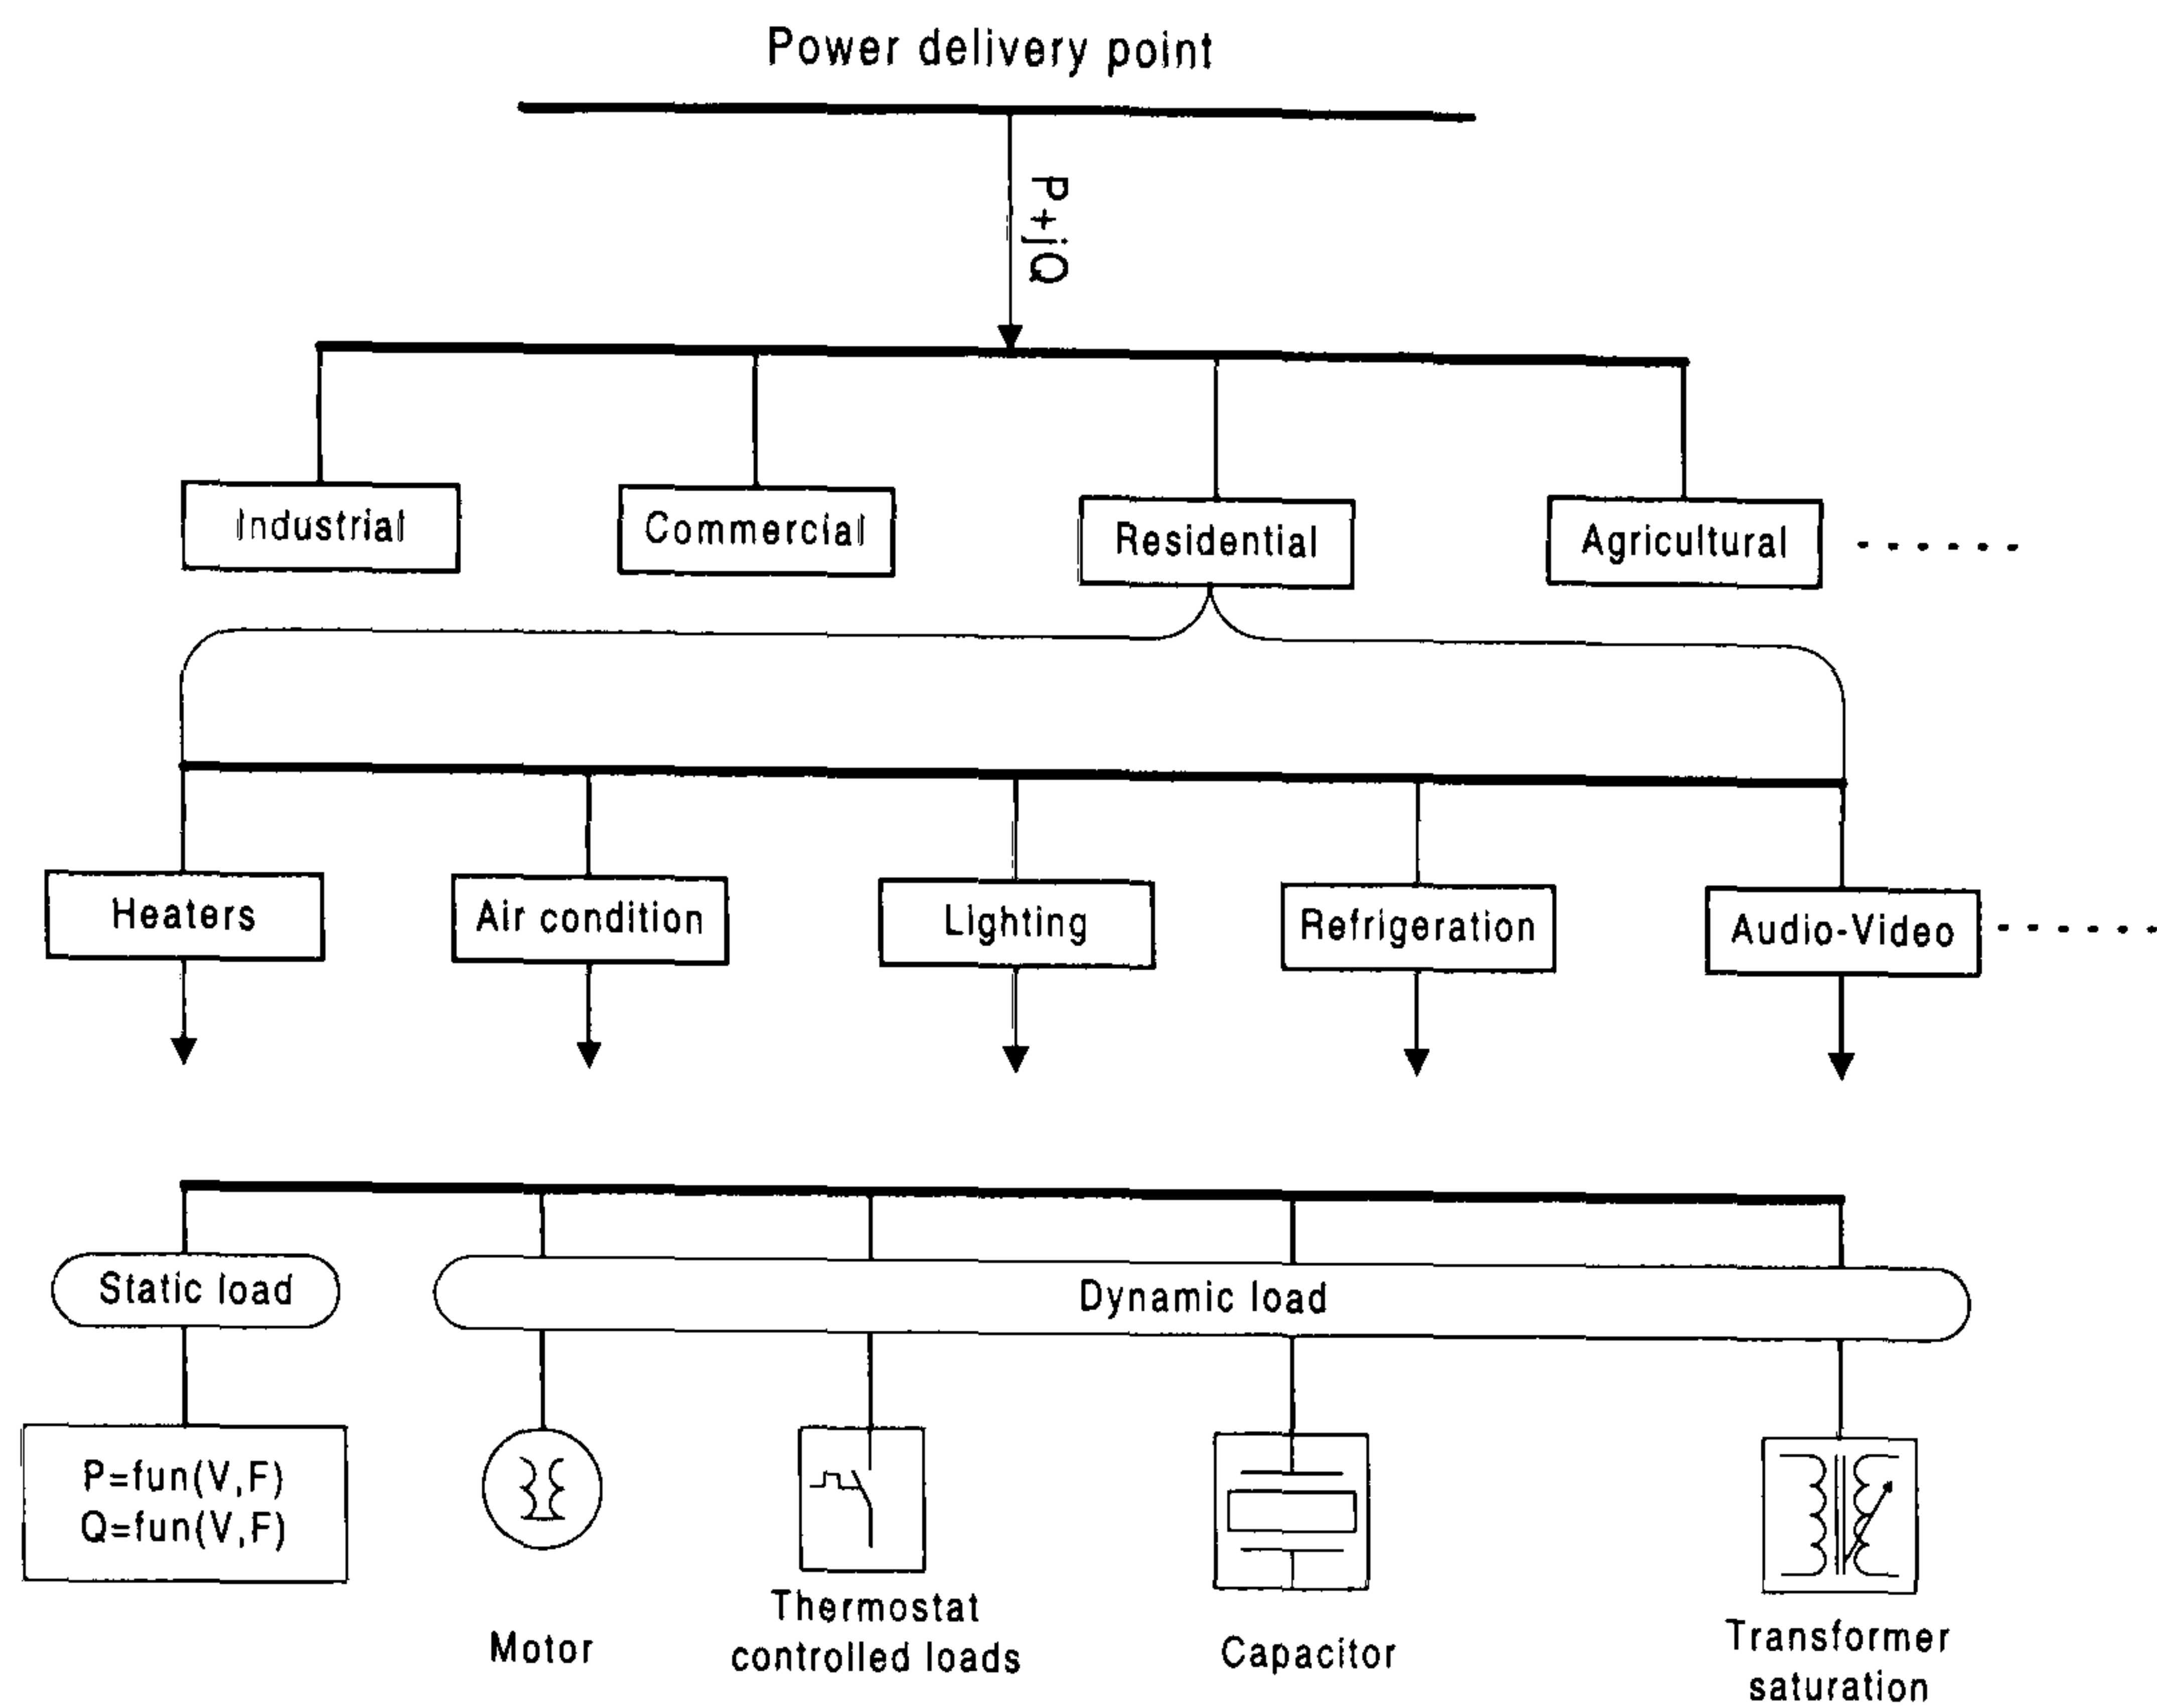 Power delivery point
P+jQ
Industrial
Commercial
Residential
Agricultural
Heaters
Air condition
Lighting
Refrigeration
Audio-Video
Static load
Dynamic load
P=fun(V,F)
Q=fun(V,F)
Motor
Thermostat
controlled loads
Capacitor
Transformer
saturation